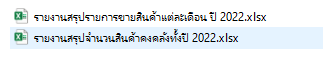 รายงานสรุปรายการขายสินค้าแต่ละเดือน ปี 2022.xlsx
รายงานสรุปจำนวนสินค้าคงคลังทั้งปี 2022.xlsx